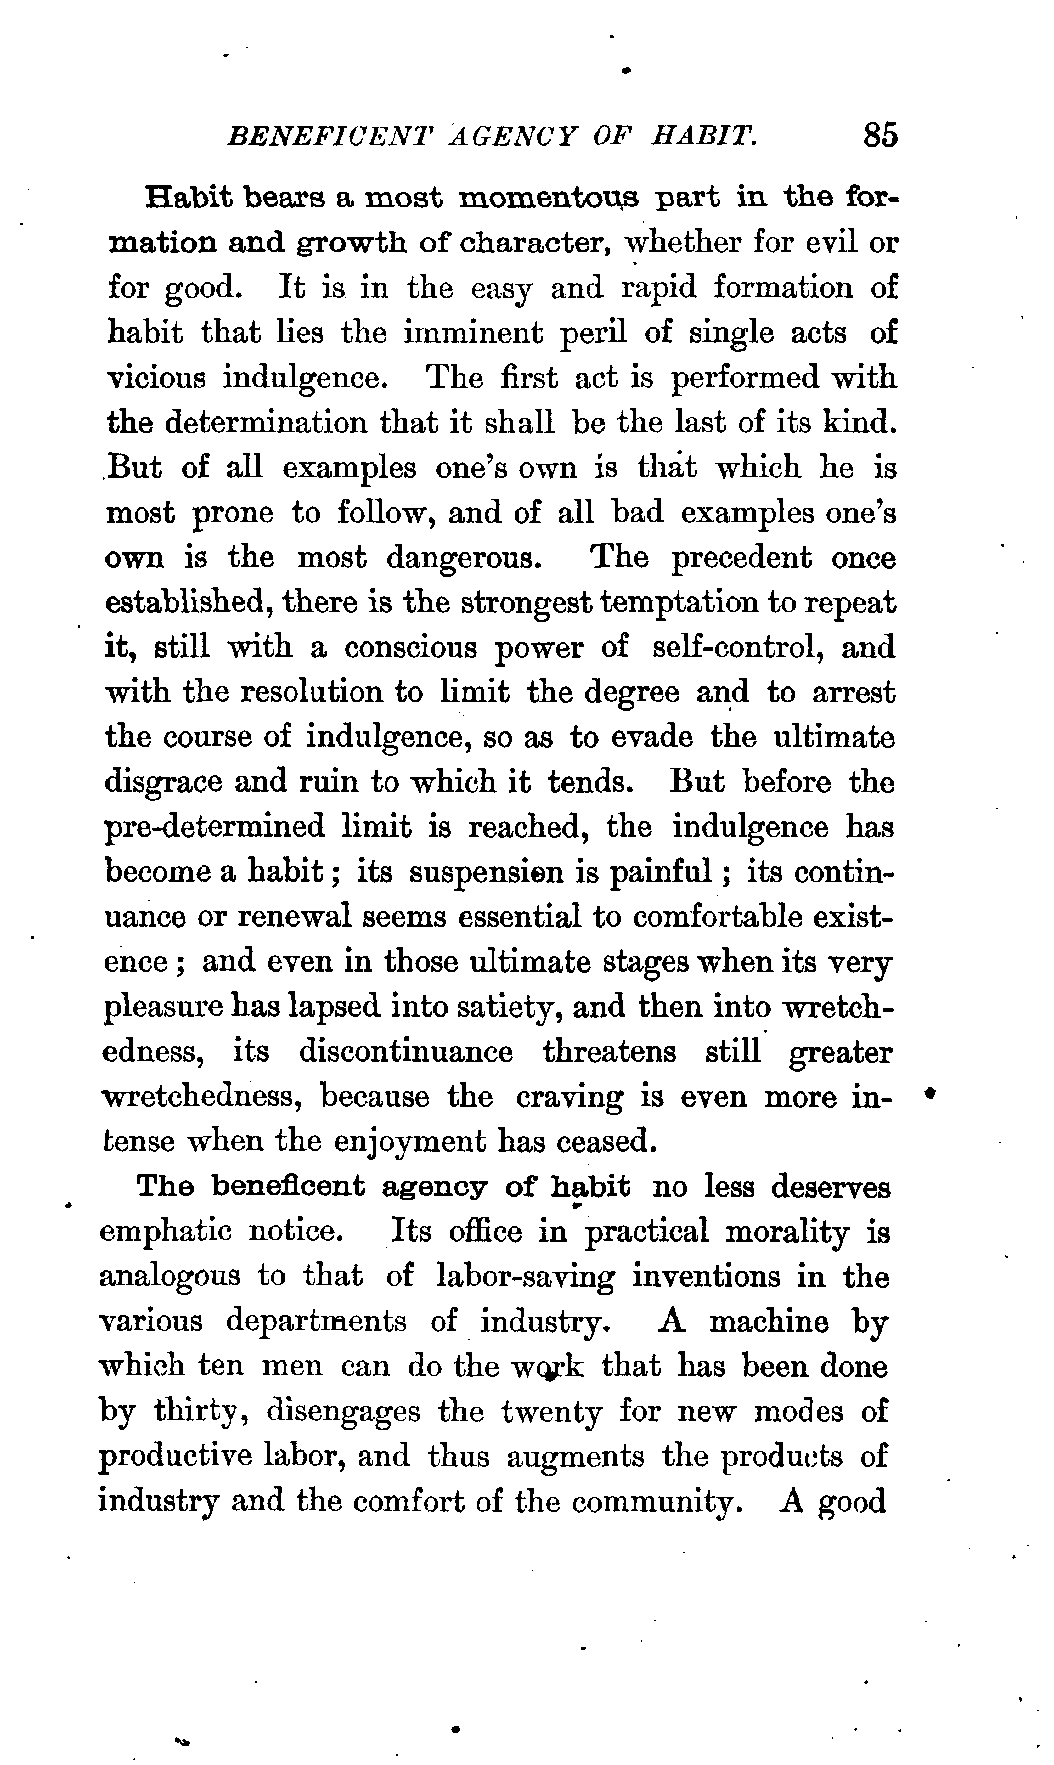 BENEFICENT AGENCY OF HABIT. 85
Habit bears a most momentous part in the for-
mation and growth of character, whether for evil or
for good. It is in the easy and rapid formation of
habit that lies the imminent peril of single acts of
vicious indulgence. The first act is performed with
the determination that it shall be the last of its kind.
But of all examples one's own is that which he is
most prone to follow, and of all bad examples one's
own is the most dangerous. The precedent once
established, there is the strongest temptation to repeat
it, still with a conscious power of self-control, and
with the resolution to limit the degree and to arrest
the course of indulgence, so as to evade the ultimate
disgrace and ruin to which it tends. But before the
pre-determined limit is reached, the indulgence has
become a habit; its suspension is painful; its contin-
uance or renewal seems essential to comfortable exist-
ence; and even in those ultimate stages when its very
pleasure has lapsed into satiety, and then into wretch-
edness, its discontinuance threatens still greater
wretchedness, because the craving is even more in-
tense when the enjoyment has ceased.
The beneficent agency of habit no less deserves
emphatic notice. Its office in practical morality is
analogous to that of labor-saving inventions in the
various departments of industry. A machine by
which ten men can do the work that has been done
by thirty, disengages the twenty for new modes of
productive labor, and thus augments the products of
industry and the comfort of the community. A good